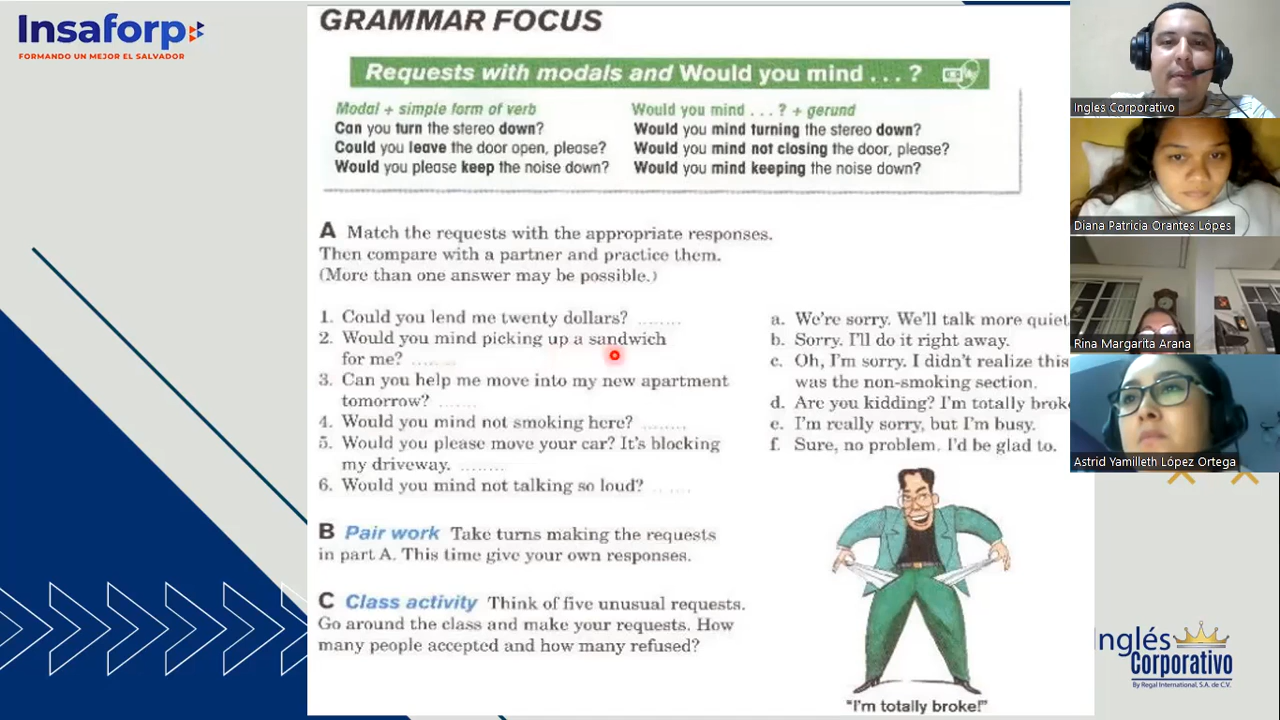 Insaforp
FORMANDO UN MEJOR EL SALVADOR
GRAMMAR FOCUS
Requests with modals and Would you mind . . . ?
Modal + simple form of verb
Can you turn the stereo down?
Could you leave the door open, please?
Would you please keep the noise down?
Would you mind . . . ? + gerund
Would you mind turning the stereo down?
Would you mind not closing the door, please?
Would you mind keeping the noise down?
A Match the requests with the appropriate responses.
Then compare with a partner and practice them.
(More than one answer may be possible.)
1. Could you lend me twenty dollars? ........
2. Would you mind picking up a sandwich
for me? ........
3. Can you help me move into my new apartment
tomorrow? ........
4. Would you mind not smoking here? ........
5. Would you please move your car? It's blocking
my driveway. ........
6. Would you mind not talking so loud? ........
a. We're sorry. We'll talk more quiet
b. Sorry. I'll do it right away.
c. Oh, I'm sorry. I didn't realize this
was the non-smoking section.
d. Are you kidding? I'm totally brok
e. I'm really sorry, but I'm busy.
f. Sure, no problem. I'd be glad to.
B Pair work Take turns making the requests
in part A. This time give your own responses.
C Class activity Think of five unusual requests.
Go around the class and make your requests. How
many people accepted and how many refused?
"I'm totally broke!"
Ingles Corporativo
Diana Patricia Orantes Lópes
Rina Margarita Arana
Astrid Yamilleth López Ortega
Inglés
Corporativo
By Regal International, S.A. de C.V.